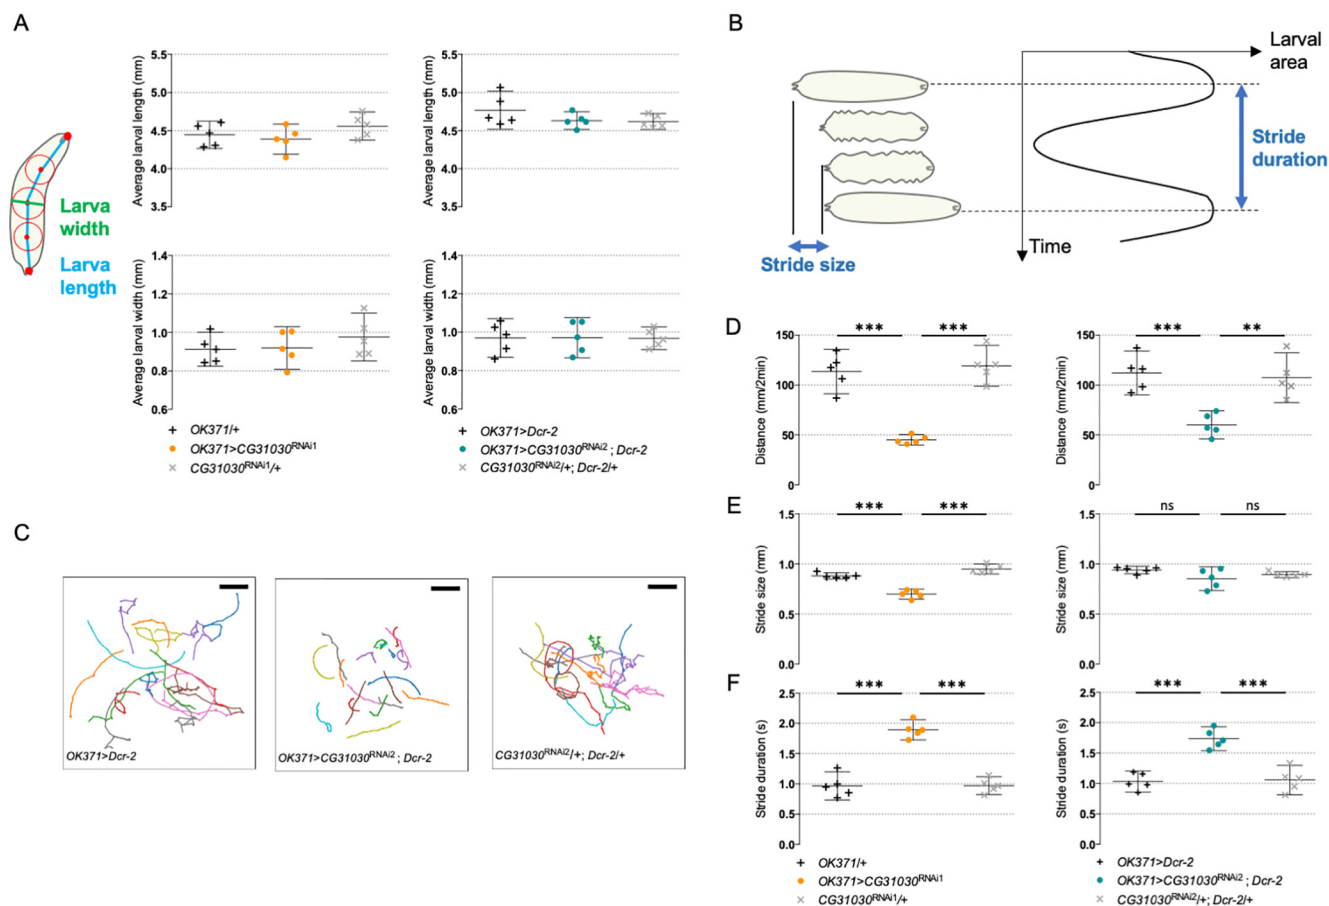 A
Average larval length (mm)
5.5
5.0
4.5
4.0
3.5
Average larval length (mm)
5.5
5.0
4.5
4.0
3.5
Larva
width
Larva
length
Average larval width (mm)
1.4
1.2
1.0
0.8
0.6
Average larval width (mm)
1.4
1.2
1.0
0.8
0.6
OK371/+
OK371>CG31030RNAi1
CG31030RNAi1/+
OK371>Dcr-2
OK371>CG31030RNAi2 ; Dcr-2
CG31030RNAi2/+; Dcr-2/+
B
Larval
area
Stride
duration
Time
Stride size
C
OK371>Dcr-2
OK371>CG31030RNAi2 ; Dcr-2
CG31030RNAi2/+; Dcr-2/+
D
Distance (mm/2min)
150
100
50
0
*** ***
Distance (mm/2min)
150
100
50
0
*** **
E
Stride size (mm)
1.5
1.0
0.5
0.0
*** ***
Stride size (mm)
1.5
1.0
0.5
0.0
ns ns
F
Stride duration (s)
2.5
2.0
1.5
1.0
0.5
0.0
*** ***
Stride duration (s)
2.5
2.0
1.5
1.0
0.5
0.0
*** ***
OK371/+
OK371>CG31030RNAi1
CG31030RNAi1/+
OK371>Dcr-2
OK371>CG31030RNAi2 ; Dcr-2
CG31030RNAi2/+; Dcr-2/+